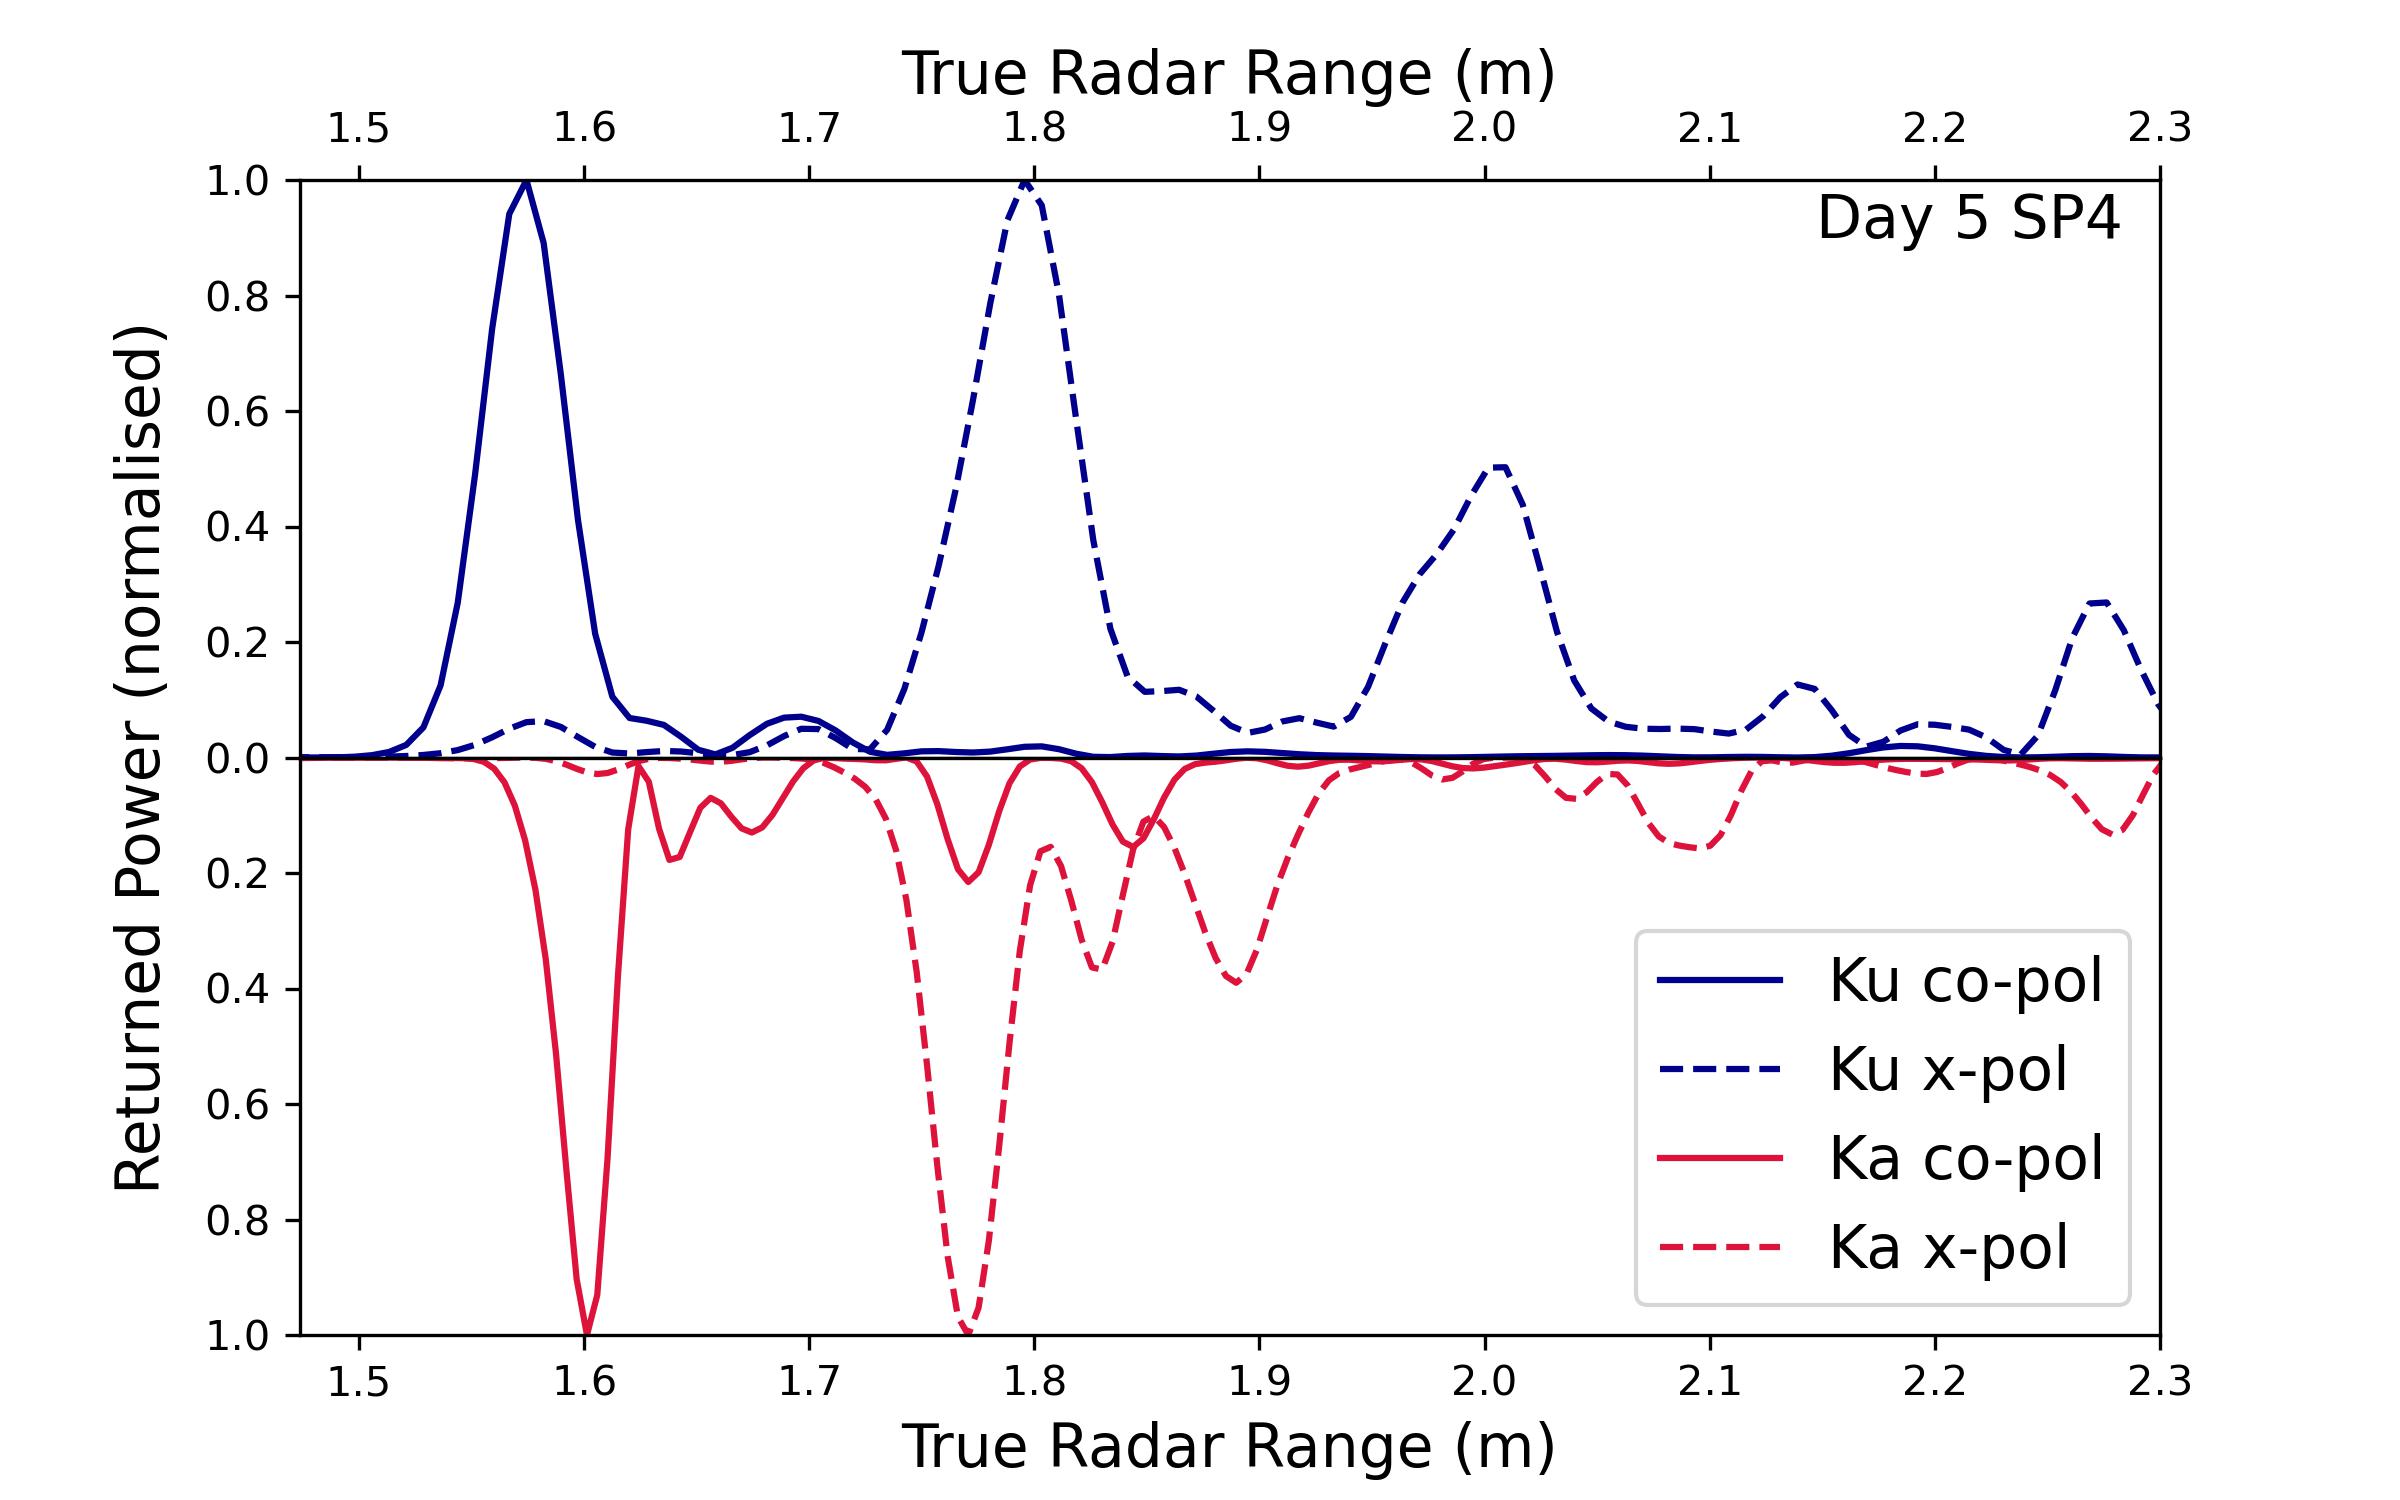 True Radar Range (m)
1.5 1.6 1.7 1.8 1.9 2.0 2.1 2.2 2.3
Day 5 SP4
Returned Power (normalised)
1.0
0.8
0.6
0.4
0.2
0.0
0.2
0.4
0.6
0.8
1.0
Ku co-pol
Ku x-pol
Ka co-pol
Ka x-pol
1.5 1.6 1.7 1.8 1.9 2.0 2.1 2.2 2.3
True Radar Range (m)